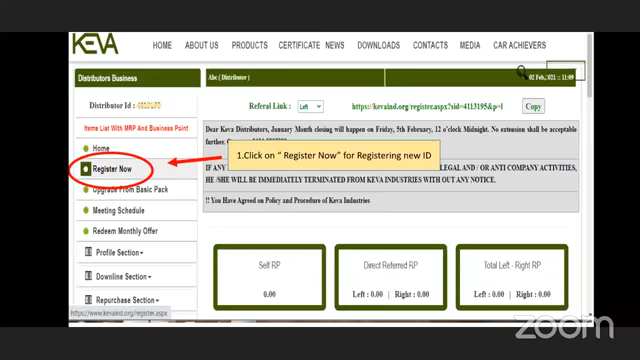 KEVA
HOME ABOUT US PRODUCTS CERTIFICATE NEWS DOWNLOADS CONTACTS MEDIA CAR ACHIEVERS
Distributors Business
Abc ( Distributor )
02 Feb, 2021 :: 11:09
Distributor Id :
Referal Link :
Left
https://kevaind.org/register.aspx?sid=4113195&p=l
Copy
Items List With MRP And Business Point
Home
Register Now
Upgrade From Basic Pack
Meeting Schedule
Redeem Monthly Offer
Profile Section
Downline Section
Repurchase Section
Dear Keva Distributors, January Month closing will happen on Friday, 5th February, 12 o'clock Midnight. No extension shall be acceptable
further.
1.Click on " Register Now" for Registering new ID
IF ANY LEGAL AND / OR ANTI COMPANY ACTIVITIES,
HE /SHE WILL BE IMMEDIATELY TERMINATED FROM KEVA INDUSTRIES WITH OUT ANY NOTICE.
!! You Have Agreed on Policy and Procedure of Keva Industries
Self RP
0.00
Direct Referred RP
Left : 0.00 | Right : 0.00
Total Left - Right RP
Left : 0.00 | Right : 0.00
https://www.kevaind.org/register.aspx
zoom